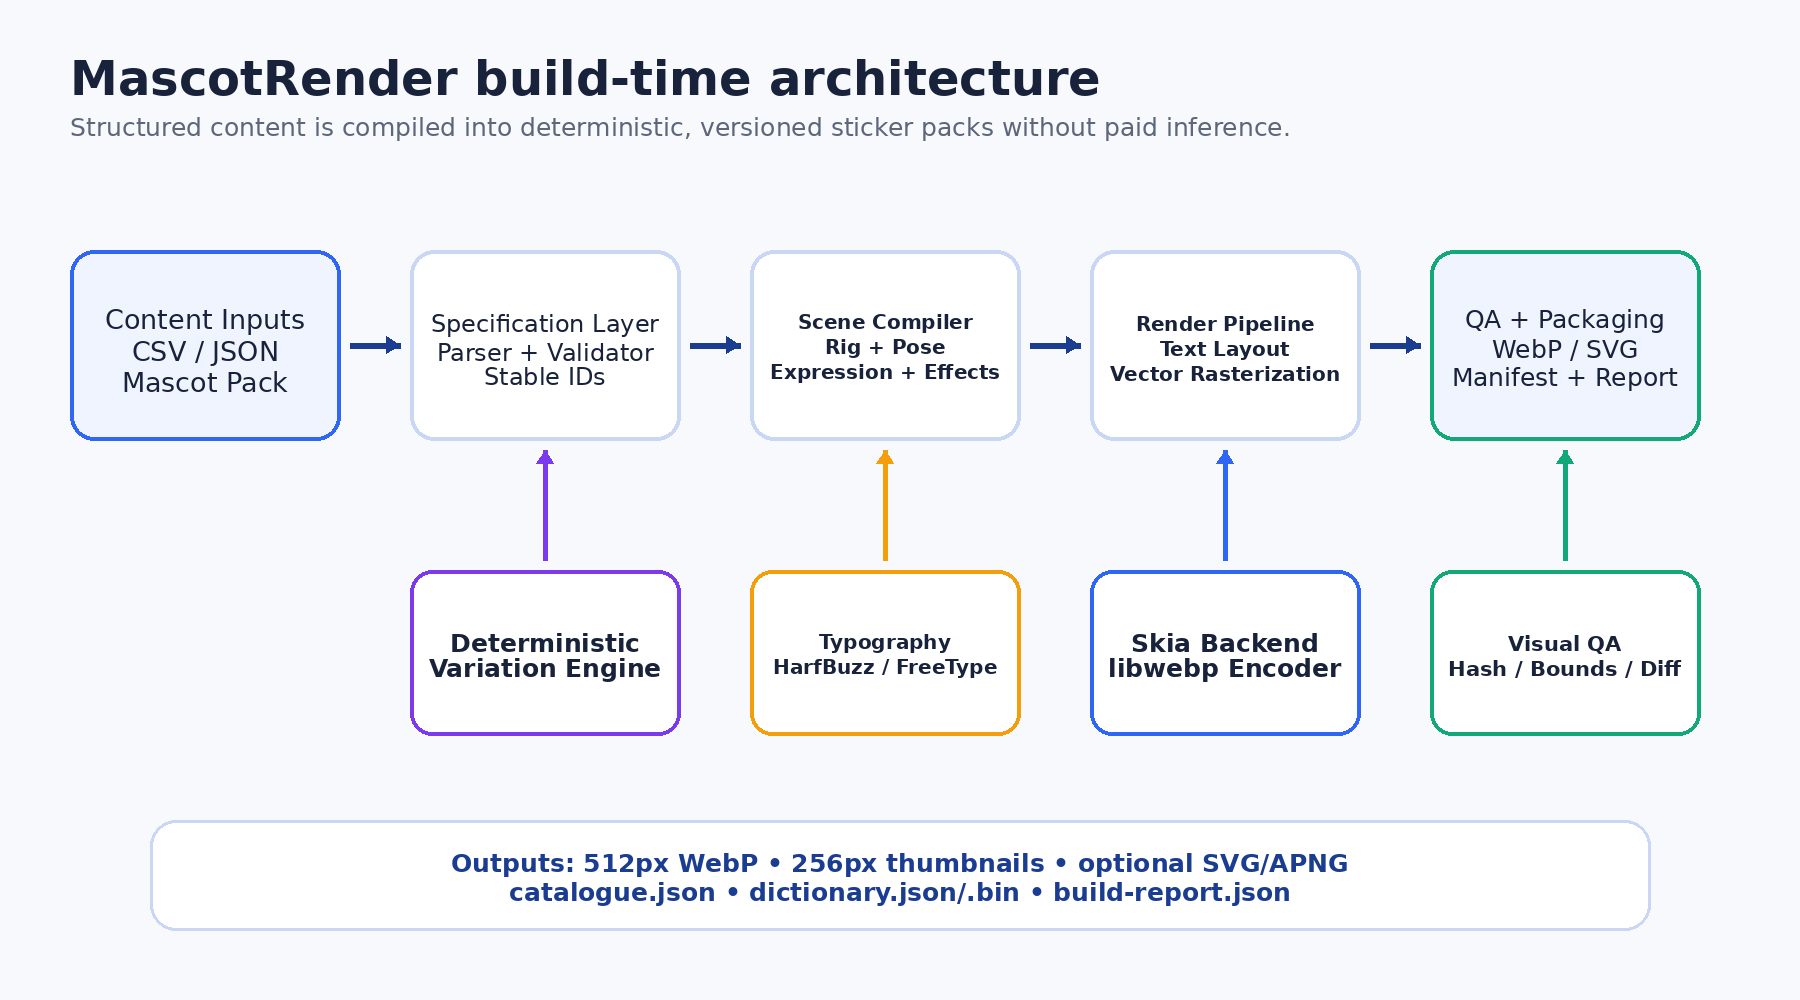 MascotRender build-time architecture
Structured content is compiled into deterministic, versioned sticker packs without paid inference.
Content Inputs
CSV / JSON
Mascot Pack
Specification Layer
Parser + Validator
Stable IDs
Scene Compiler
Rig + Pose
Expression + Effects
Render Pipeline
Text Layout
Vector Rasterization
QA + Packaging
WebP / SVG
Manifest + Report
Deterministic
Variation Engine
Typography
HarfBuzz / FreeType
Skia Backend
libwebp Encoder
Visual QA
Hash / Bounds / Diff
Outputs: 512px WebP • 256px thumbnails • optional SVG/APNG
catalogue.json • dictionary.json/.bin • build-report.json